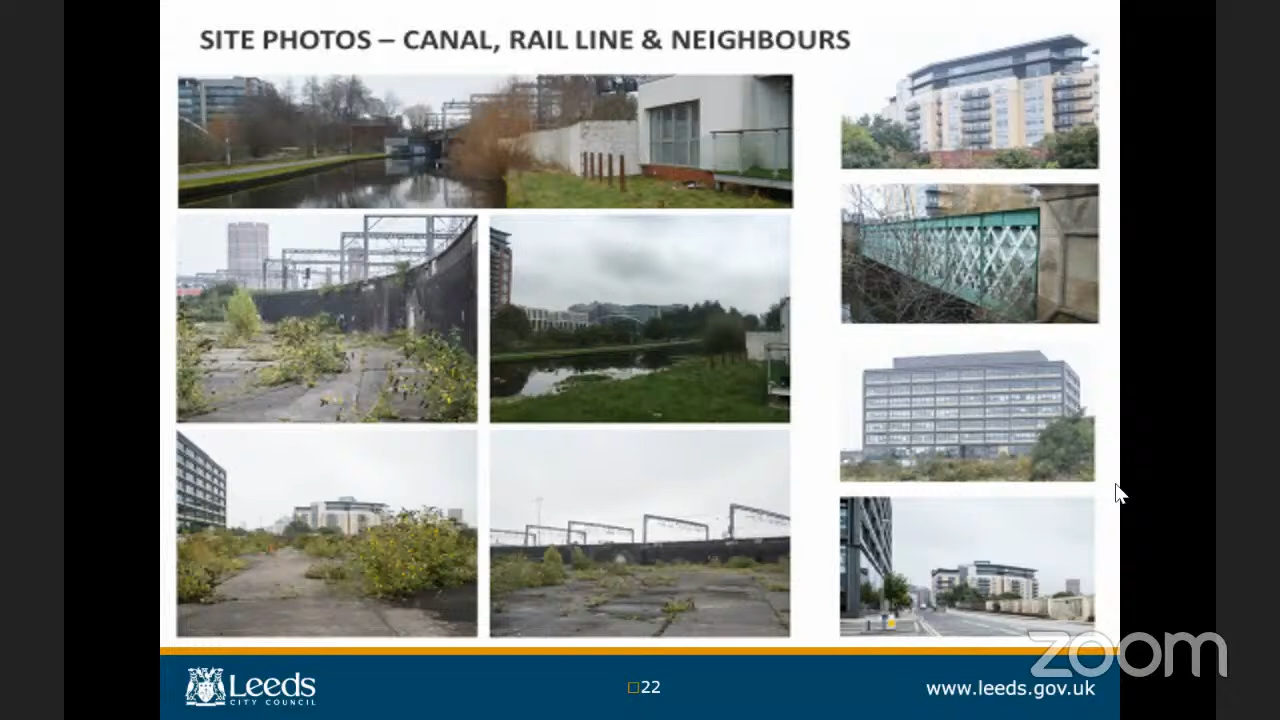 SITE PHOTOS – CANAL, RAIL LINE & NEIGHBOURS
zoom
Leeds
CITY COUNCIL
22
www.leeds.gov.uk